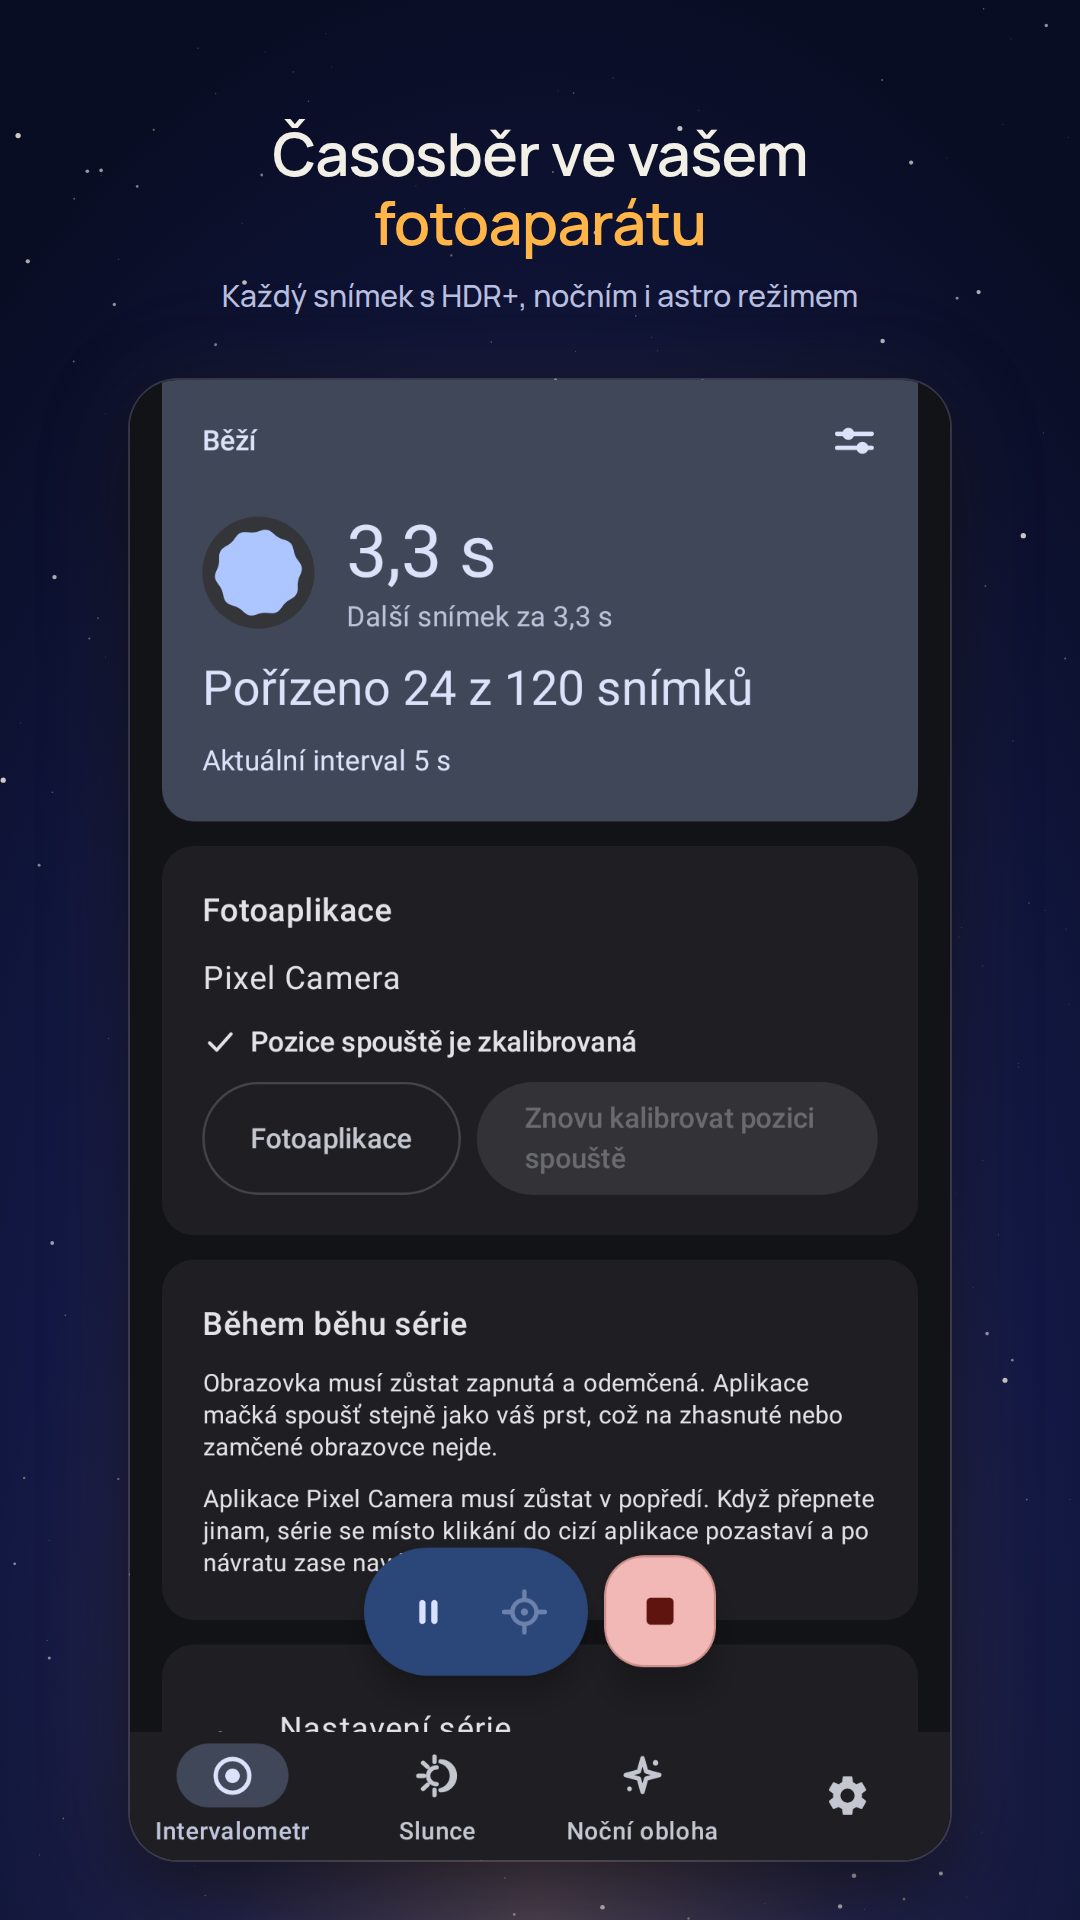 Časosběr ve vašem
fotoaparátu
Každý snímek s HDR+, nočním i astro režimem
Běží
3,3 s
Další snímek za 3,3 s
Pořízeno 24 z 120 snímků
Aktuální interval 5 s
Fotoaplikace
Pixel Camera
Pozice spouště je zkalibrovaná
Fotoaplikace
Znovu kalibrovat pozici
spouště
Během běhu série
Obrazovka musí zůstat zapnutá a odemčená. Aplikace
mačká spoušť stejně jako váš prst, což na zhasnuté nebo
zamčené obrazovce nejde.
Aplikace Pixel Camera musí zůstat v popředí. Když přepnete
jinam, série se místo klikání do cizí aplikace pozastaví a po
návratu zase
Nastavení série
Intervalometr
Slunce
Noční obloha